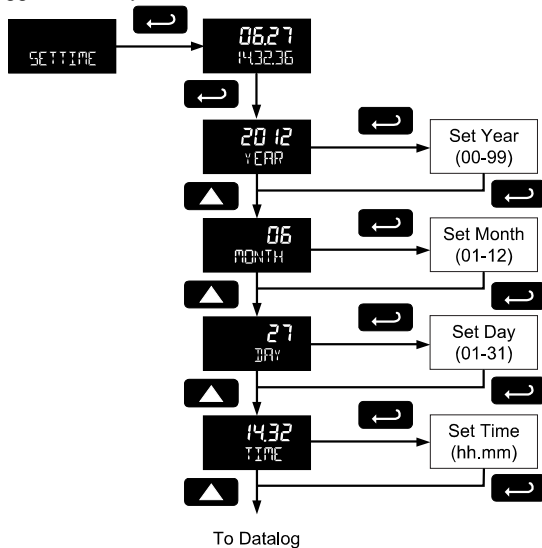 SETTIME
06.27
14.32.36
2012
YEAR
Set Year
(00-99)
06
MONTH
Set Month
(01-12)
27
DAY
Set Day
(01-31)
14.32
TIME
Set Time
(hh.mm)
To Datalog